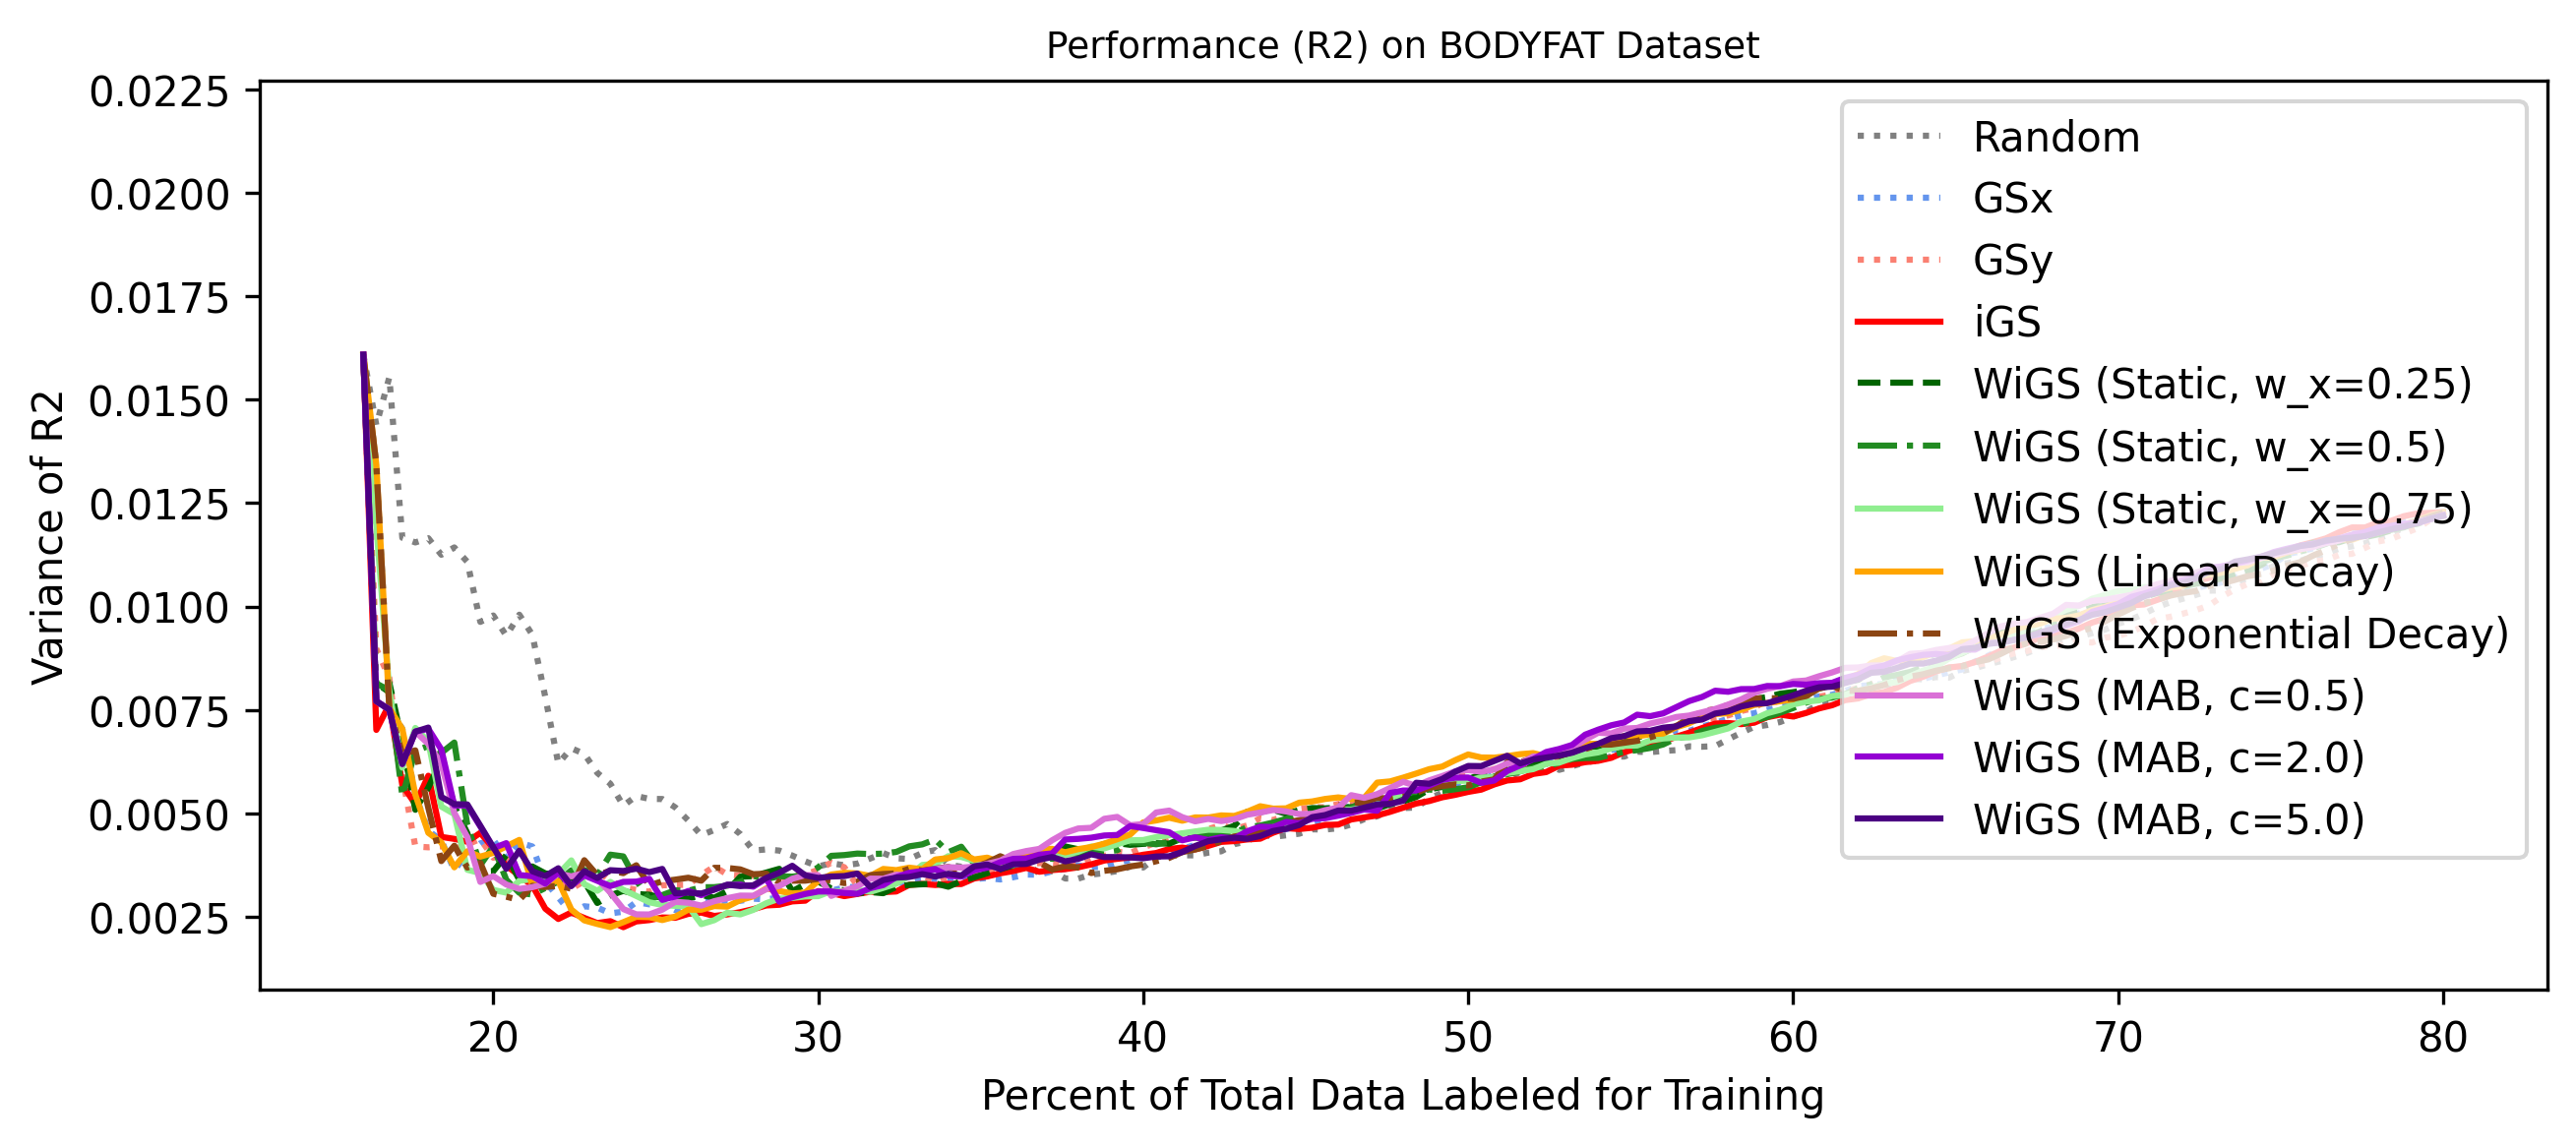 Performance (R2) on BODYFAT Dataset
0.0225
0.0200
0.0175
0.0150
0.0125
0.0100
0.0075
0.0050
0.0025
Variance of R2
Random
GSx
GSy
iGS
WiGS (Static, w_x=0.25)
WiGS (Static, w_x=0.5)
WiGS (Static, w_x=0.75)
WiGS (Linear Decay)
WiGS (Exponential Decay)
WiGS (MAB, c=0.5)
WiGS (MAB, c=2.0)
WiGS (MAB, c=5.0)
20 30 40 50 60 70 80
Percent of Total Data Labeled for Training